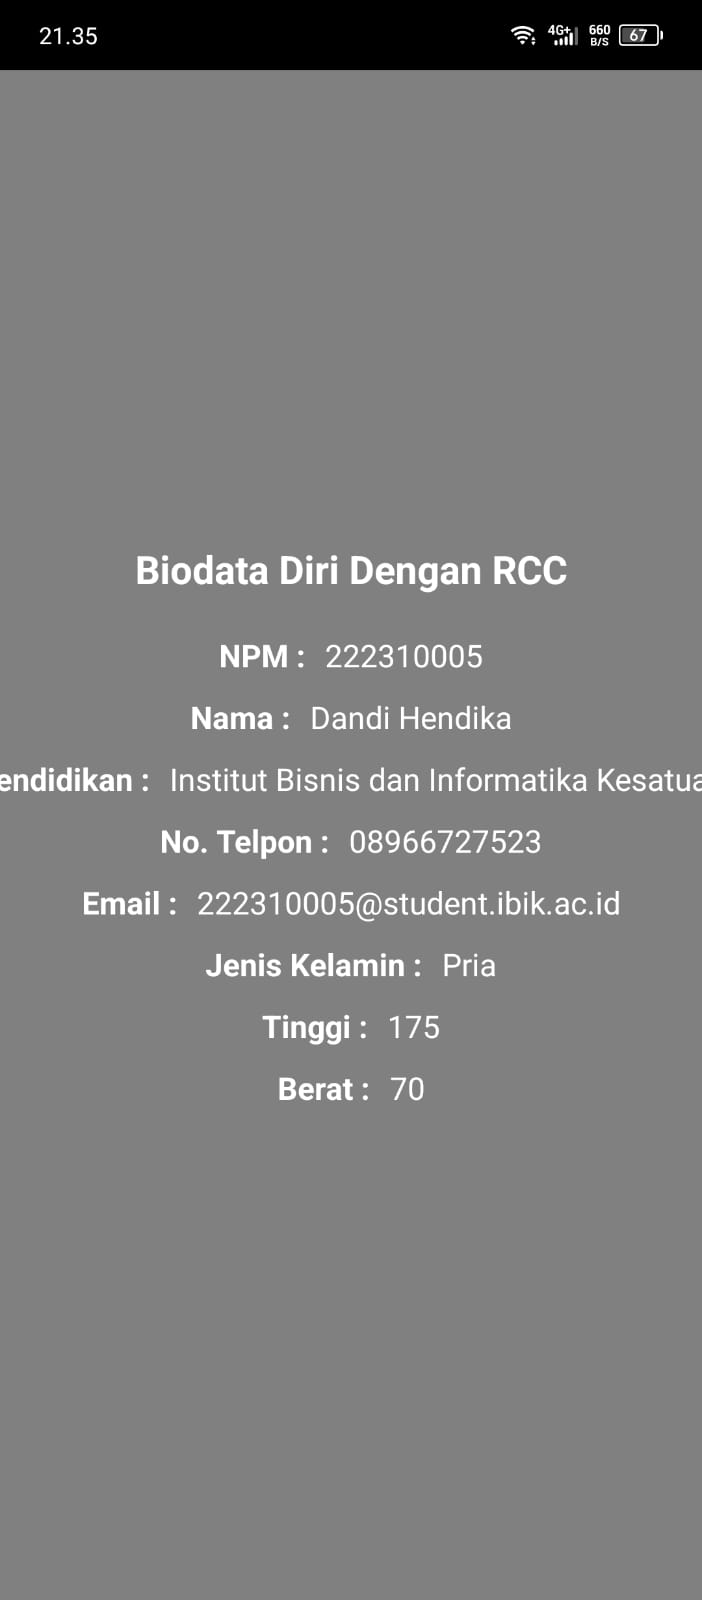 21.35
4G+ 660 B/S 67
Biodata Diri Dengan RCC
NPM : 222310005
Nama : Dandi Hendika
endidikan : Institut Bisnis dan Informatika Kesatua
No. Telpon : 08966727523
Email : 222310005@student.ibik.ac.id
Jenis Kelamin : Pria
Tinggi : 175
Berat : 70